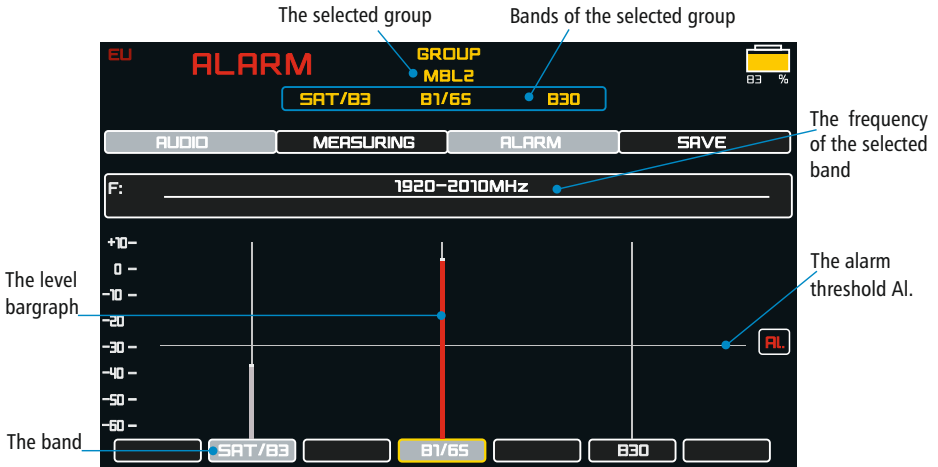 The selected group
Bands of the selected group
EU
ALARM
GROUP
MBL2
83 %
SAT/B3 B1/65 B30
AUDIO MEASURING ALARM SAVE
The frequency
of the selected
band
F: 1920-2010MHz
+10
0
-10
-20
-30
-40
-50
-60
The level
bargraph
The alarm
threshold Al.
Al.
The band
SAT/B3 B1/65 B30